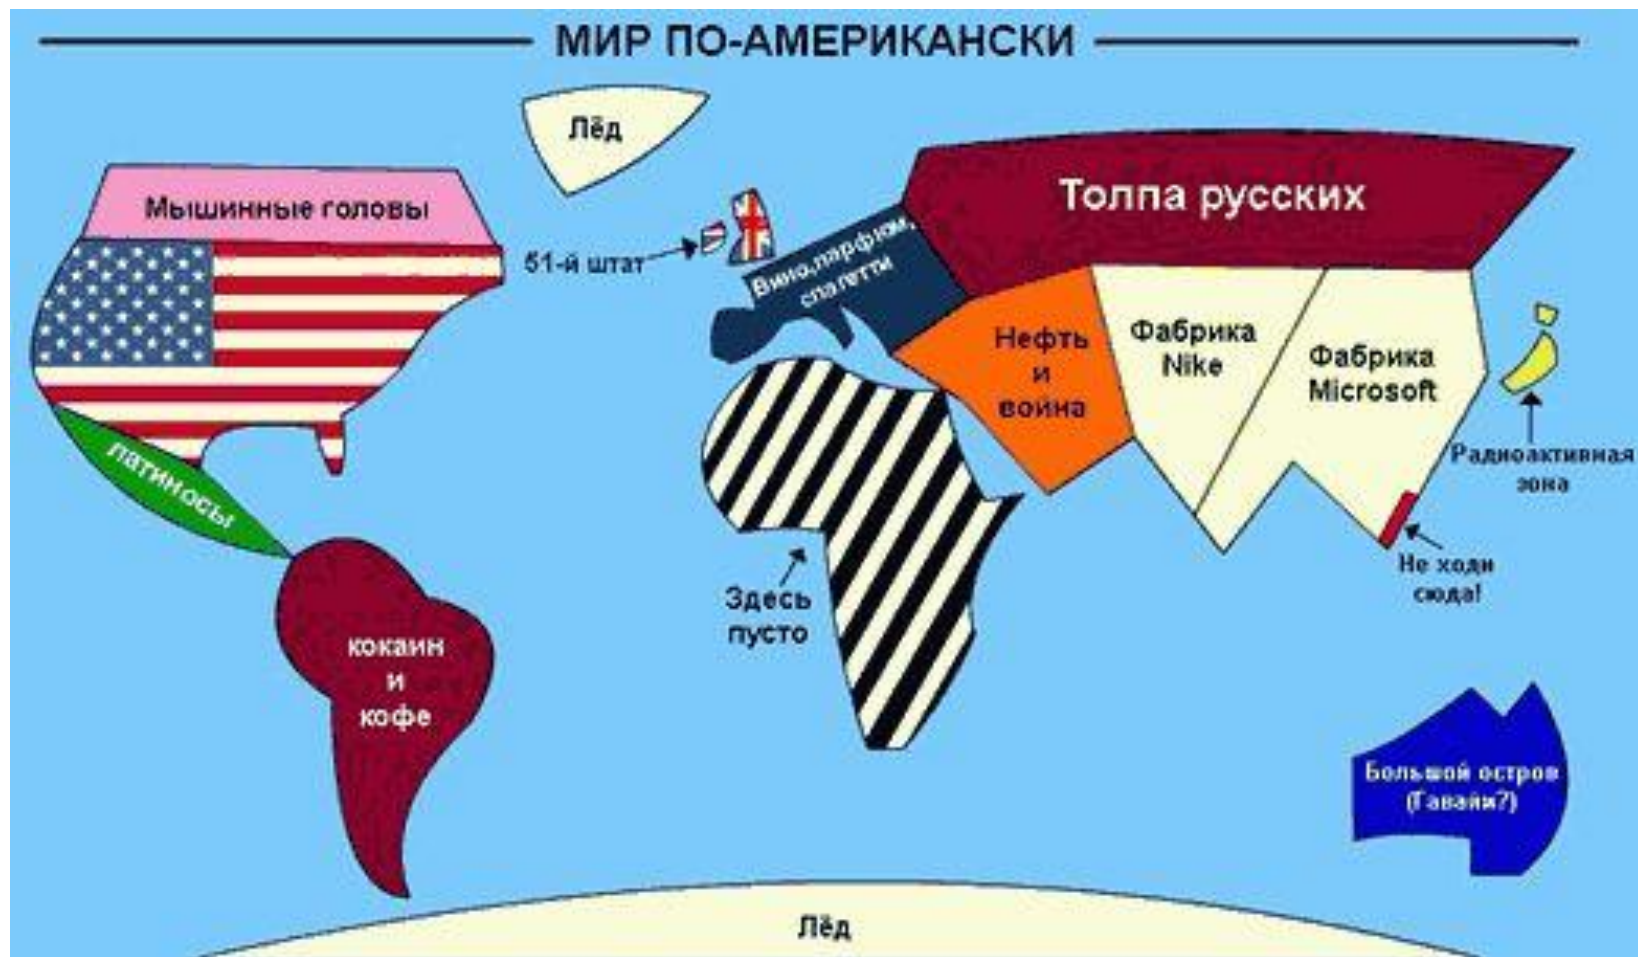 МИР ПО-АМЕРИКАНСКИ
Лёд
Мышинные головы
Толпа русских
51-й штат
Вино,парфюм,
спагетти
Нефть
и
война
Фабрика
Nike
Фабрика
Microsoft
Радиоактивная
зона
латиносы
Не ходи
сюда!
Здесь
пусто
кокаин
и
кофе
Большой остров
(Гавайи?)
Лёд